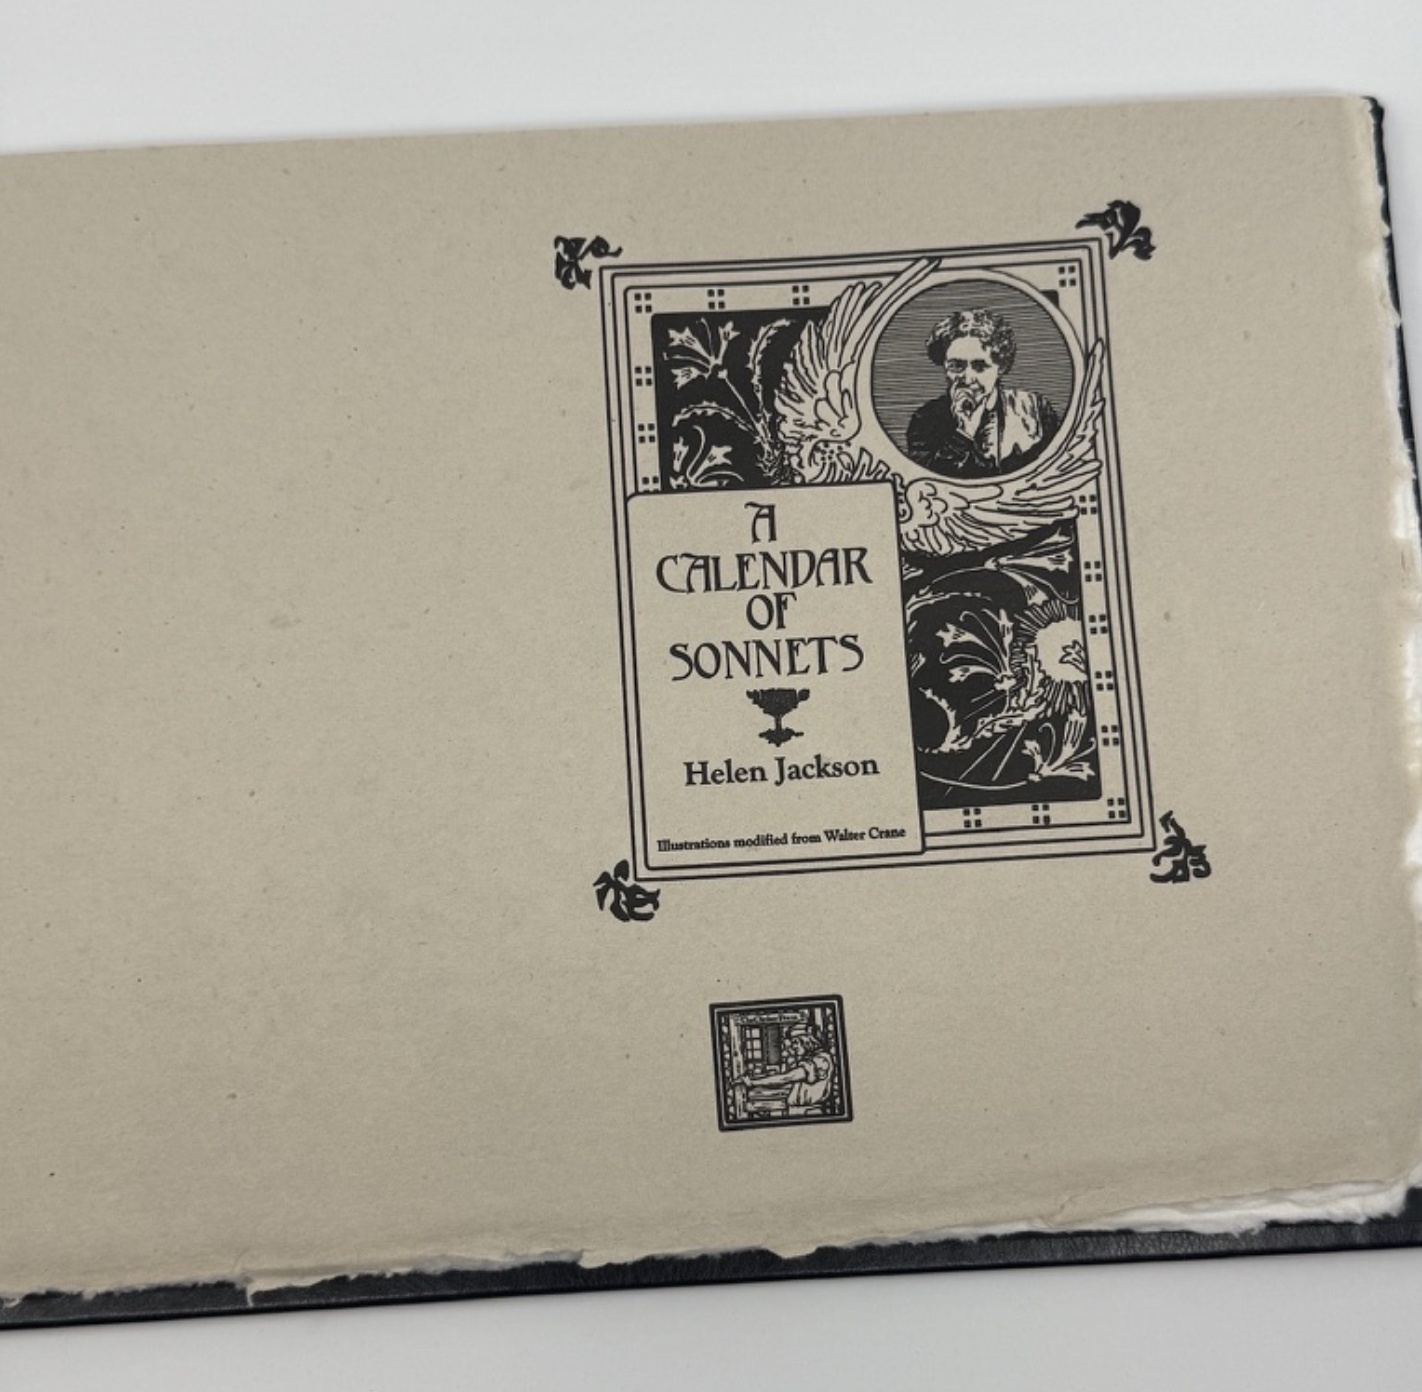 A
CALENDAR
OF
SONNETS
Helen Jackson
Illustrations modified from Walter Crane